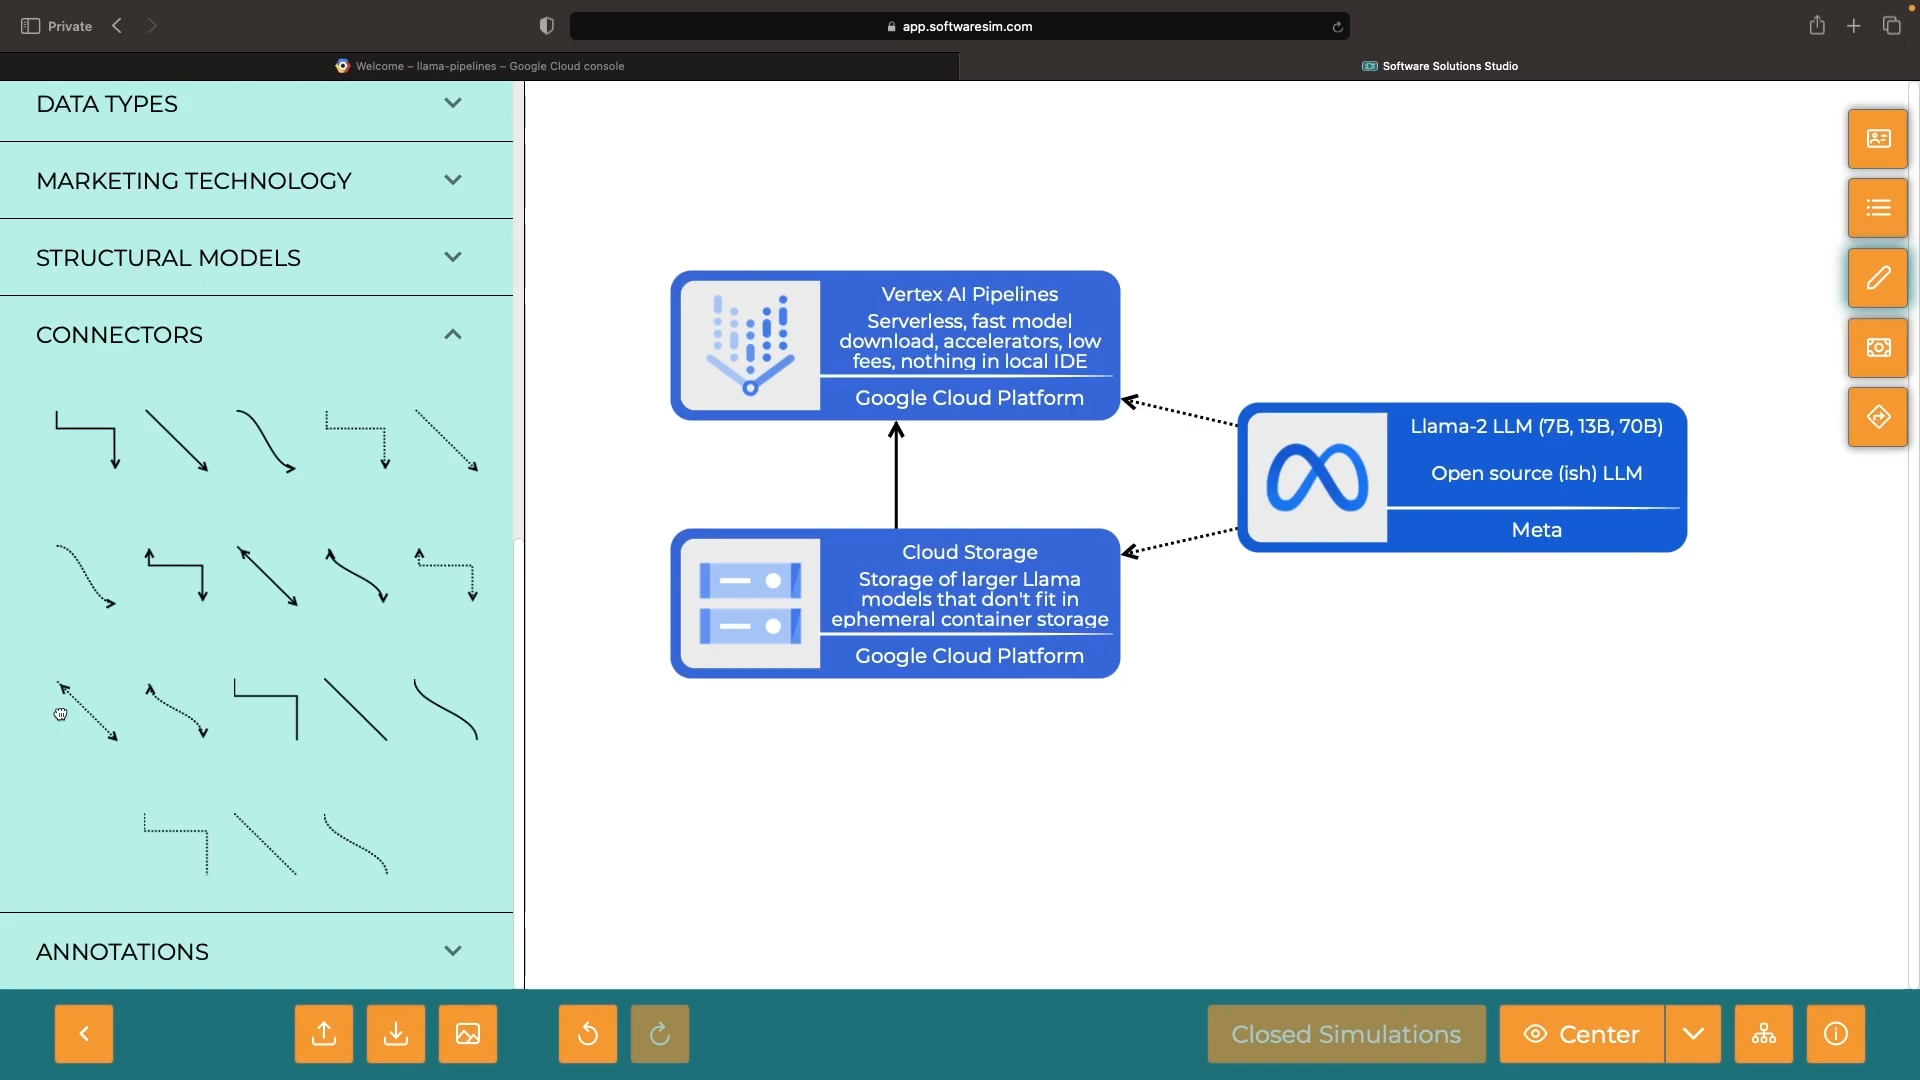 Private
app.softwaresim.com
Welcome – llama-pipelines – Google Cloud console
Software Solutions Studio
DATA TYPES
MARKETING TECHNOLOGY
STRUCTURAL MODELS
CONNECTORS
ANNOTATIONS
Vertex AI Pipelines
Serverless, fast model
download, accelerators, low
fees, nothing in local IDE
Google Cloud Platform
Llama-2 LLM (7B, 13B, 70B)
Open source (ish) LLM
Meta
Cloud Storage
Storage of larger Llama
models that don't fit in
ephemeral container storage
Google Cloud Platform
Closed Simulations
Center